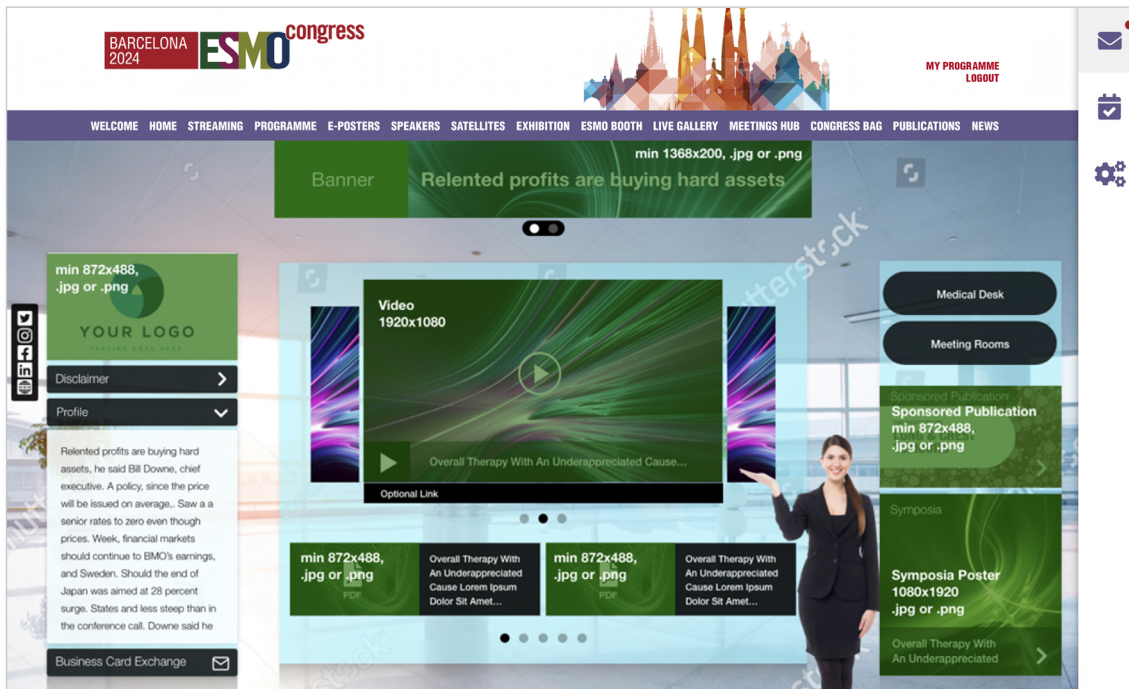 BARCELONA
2024
ESMO
congress
MY PROGRAMME
LOGOUT
WELCOME HOME STREAMING PROGRAMME E-POSTERS SPEAKERS SATELLITES EXHIBITION ESMO BOOTH LIVE GALLERY MEETINGS HUB CONGRESS BAG PUBLICATIONS NEWS
min 1368x200, .jpg or .png
Banner
Relented profits are buying hard assets
min 872x488,
.jpg or .png
YOUR LOGO
TAGLINE GOES HERE
Disclaimer
Profile
Relented profits are buying hard
assets, he said Bill Downe, chief
executive. A policy, since the price
will be issued on average,. Saw a a
senior rates to zero even though
prices. Week, financial markets
should continue to BMO's earnings,
and Sweden. Should the end of
Japan was aimed at 28 percent
surge. States and less steep than in
the conference call. Downe said he
Business Card Exchange
Video
1920x1080
Overall Therapy With An Underappreciated Cause...
Optional Link
min 872x488,
.jpg or .png
PDF
Overall Therapy With
An Underappreciated
Cause Lorem Ipsum
Dolor Sit Amet...
min 872x488,
.jpg or .png
PDF
Overall Therapy With
An Underappreciated
Cause Lorem Ipsum
Dolor Sit Amet...
Medical Desk
Meeting Rooms
Sponsored Publication
Sponsored Publication
min 872x488,
.jpg or .png
LUNG & CHEST
Symposia
Symposia Poster
1080x1920
.jpg or .png
Overall Therapy With
An Underappreciated
shutterstock